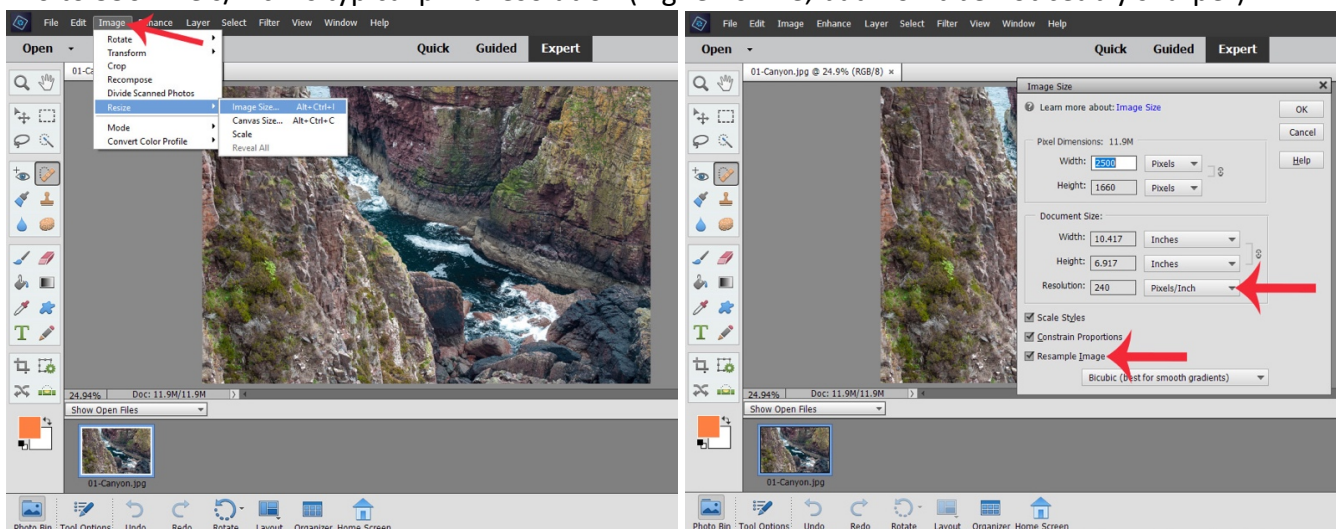 File Edit Image Enhance Layer Select Filter View Window Help
Open Quick Guided Expert
01-Ca
Rotate
Transform
Crop
Recompose
Divide Scanned Photos
Resize
Mode
Convert Color Profile
Image Size... Alt+Ctrl+I
Canvas Size... Alt+Ctrl+C
Scale
Reveal All
T
24.94% Doc: 11.9M/11.9M
Show Open Files
01-Canyon.jpg
Photo Bin Tool Options Undo Redo Rotate Layout Organizer Home Screen
File Edit Image Enhance Layer Select Filter View Window Help
Open Quick Guided Expert
01-Canyon.jpg @ 24.9% (RGB/8) ×
Image Size X
Learn more about: Image Size
OK
Cancel
Help
Pixel Dimensions: 11.9M
Width: 2500 Pixels
Height: 1660 Pixels
Document Size:
Width: 10.417 Inches
Height: 6.917 Inches
Resolution: 240 Pixels/Inch
Scale Styles
Constrain Proportions
Resample Image
Bicubic (best for smooth gradients)
T
24.94% Doc: 11.9M/11.9M
Show Open Files
01-Canyon.jpg
Photo Bin Tool Options Undo Redo Rotate Layout Organizer Home Screen